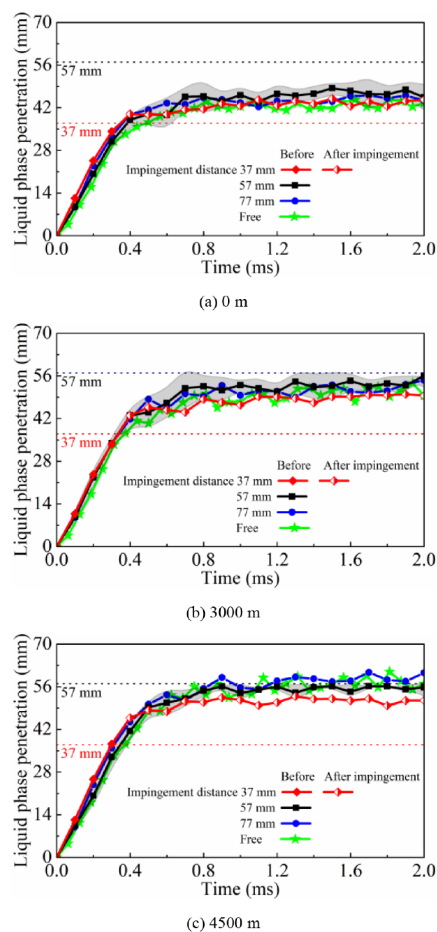 Liquid phase penetration (mm)
70
56
57 mm
42
37 mm
28
Before After impingement
Impingement distance 37 mm
14
57 mm
77 mm
Free
0
0.0 0.4 0.8 1.2 1.6 2.0
Time (ms)
(a) 0 m
Liquid phase penetration (mm)
70
56
57 mm
42
37 mm
28
Before After impingement
Impingement distance 37 mm
14
57 mm
77 mm
Free
0
0.0 0.4 0.8 1.2 1.6 2.0
Time (ms)
(b) 3000 m
Liquid phase penetration (mm)
70
56
57 mm
42
37 mm
28
Before After impingement
Impingement distance 37 mm
14
57 mm
77 mm
Free
0
0.0 0.4 0.8 1.2 1.6 2.0
Time (ms)
(c) 4500 m